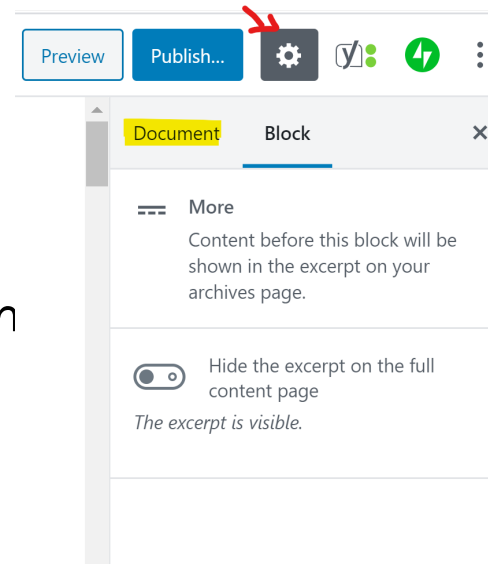 Preview Publish...
Document Block
More
Content before this block will be
shown in the excerpt on your
archives page.
Hide the excerpt on the full
content page
The excerpt is visible.